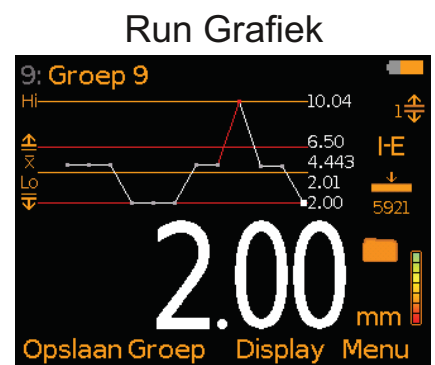 Run Grafiek
9: Groep 9
Hi 10.04
1
6.50
I-E
x̅ 4.443
Lo 2.01
2.00
5921
2.00
mm
Opslaan Groep Display Menu